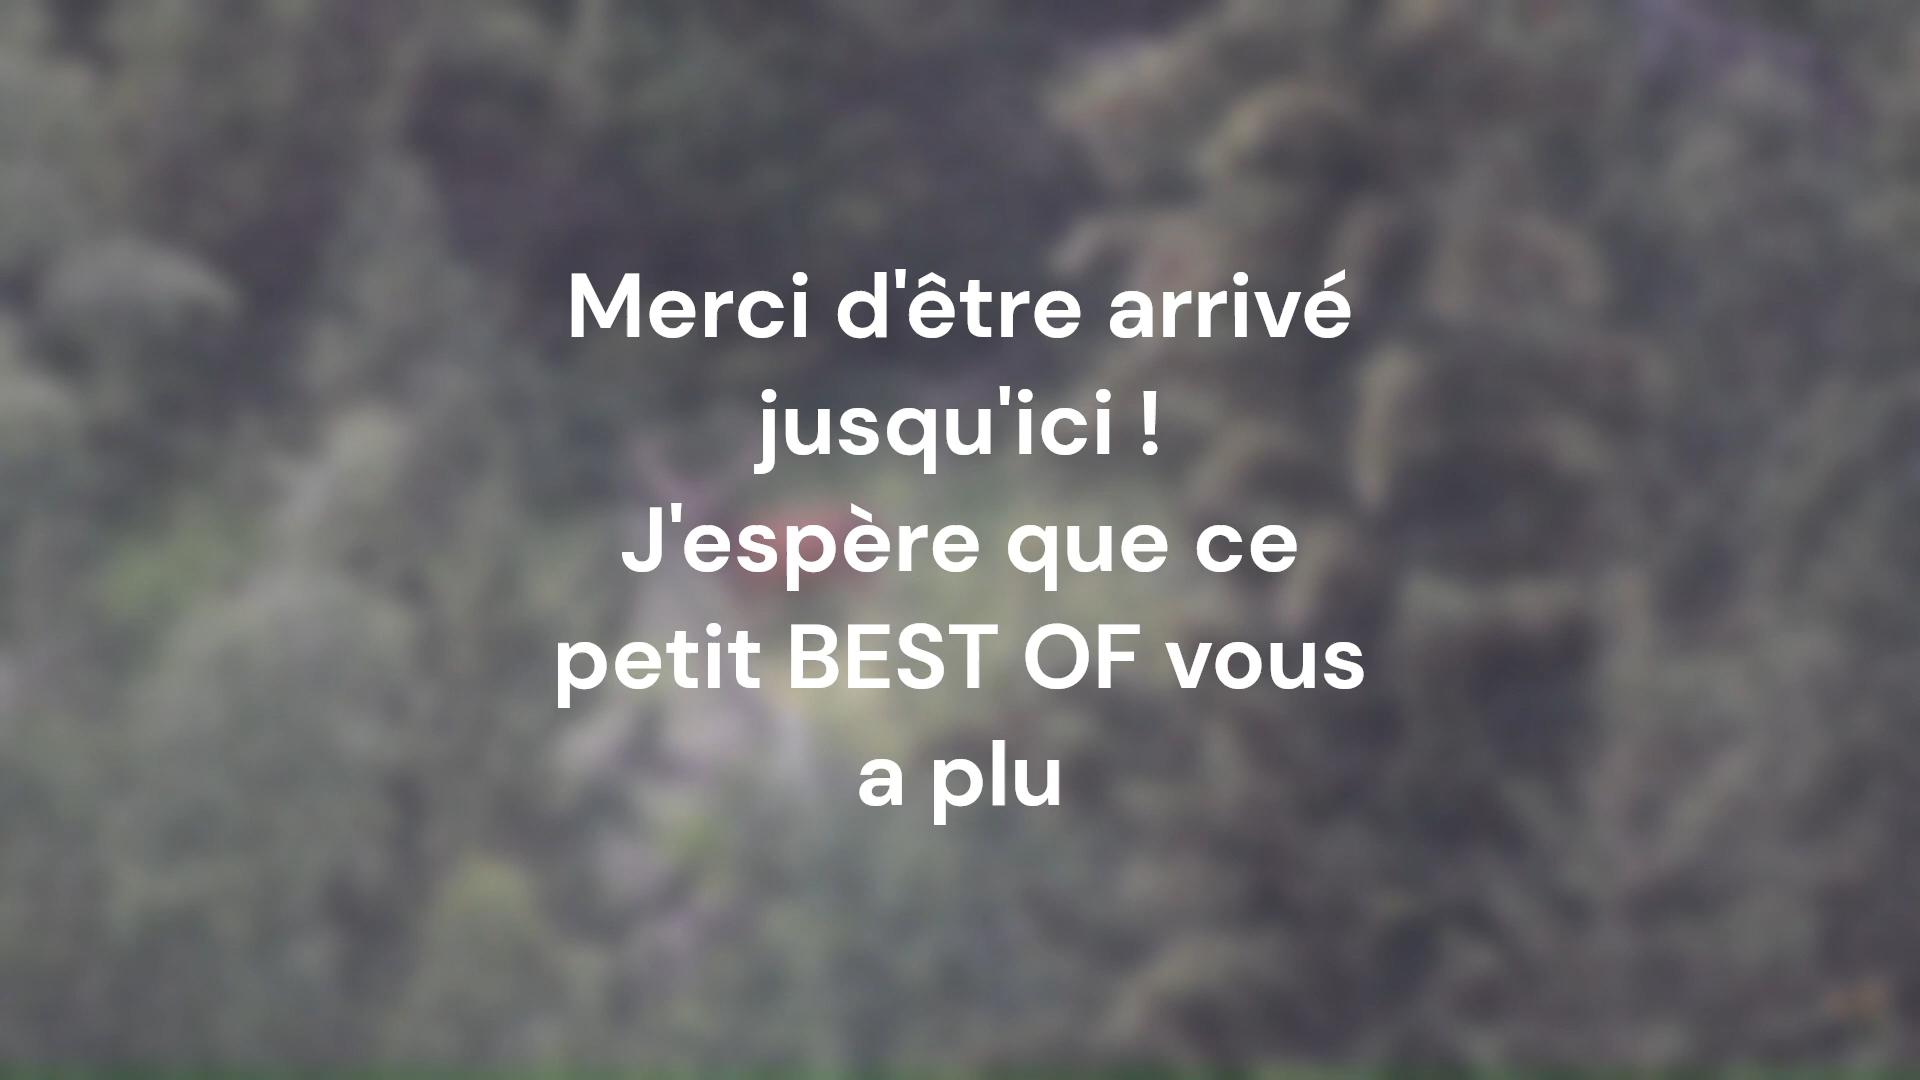 Merci d'être arrivé
jusqu'ici !
J'espère que ce
petit BEST OF vous
a plu